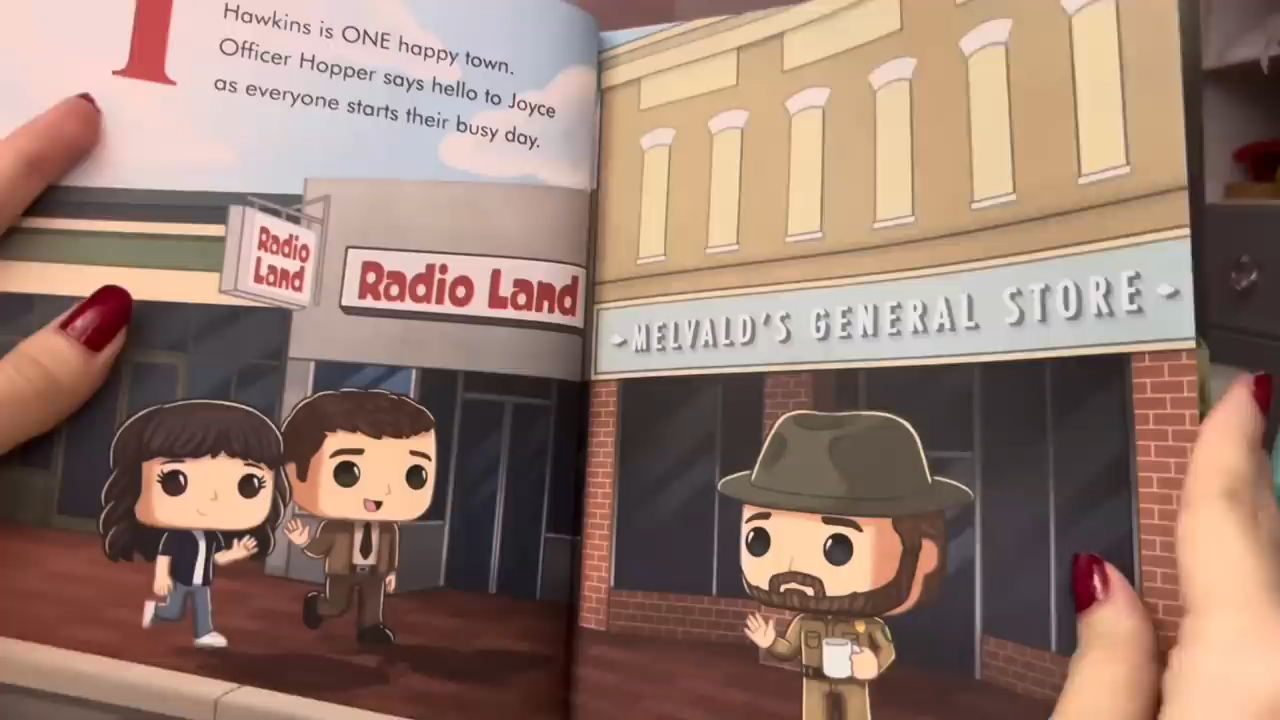 1
Hawkins is ONE happy town.
Officer Hopper says hello to Joyce
as everyone starts their busy day.
Radio
Land
Radio Land
MELVALD'S GENERAL STORE